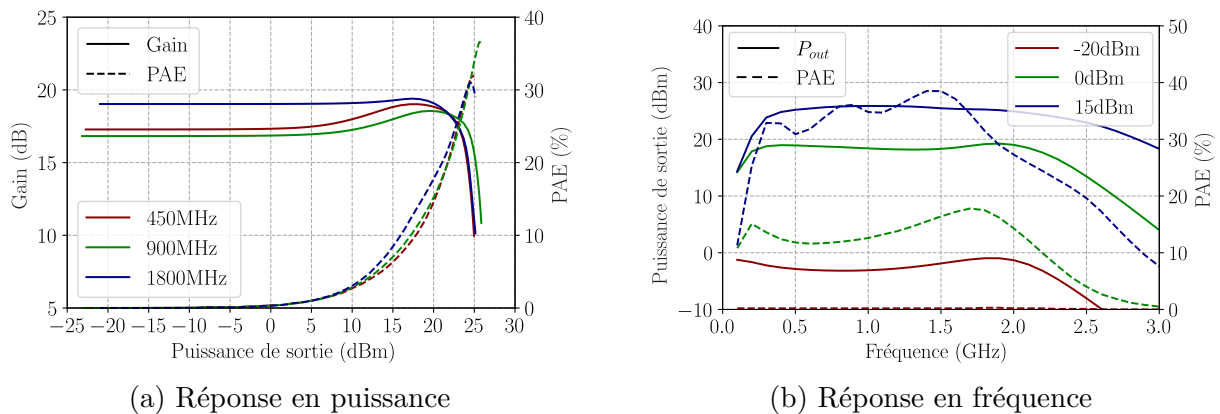 Gain (dB)
25
20
15
10
5
Gain
PAE
450MHz
900MHz
1800MHz
−25
−20
−15
−10
−5
0
5
10
15
20
25
30
Puissance de sortie (dBm)
40
30
20
10
0
PAE (%)
(a) Réponse en puissance
Puissance de sortie (dBm)
40
30
20
10
0
−10
P_out
PAE
-20dBm
0dBm
15dBm
0.0
0.5
1.0
1.5
2.0
2.5
3.0
Fréquence (GHz)
50
40
30
20
10
0
PAE (%)
(b) Réponse en fréquence